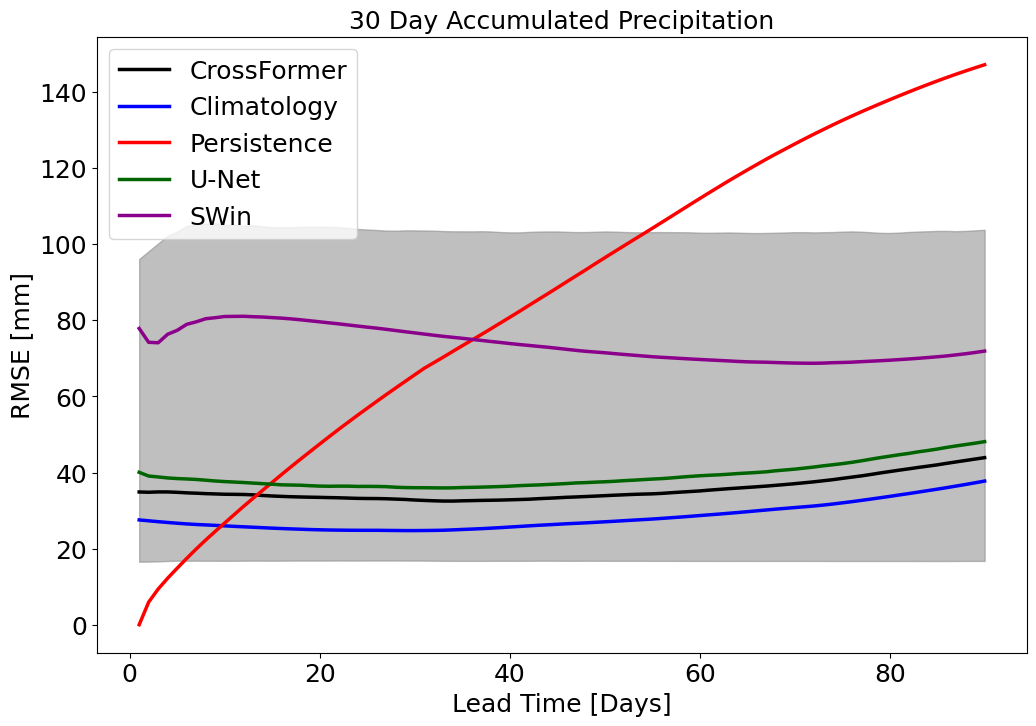 30 Day Accumulated Precipitation
CrossFormer
Climatology
Persistence
U-Net
SWin
RMSE [mm]
140
120
100
80
60
40
20
0
0 20 40 60 80
Lead Time [Days]